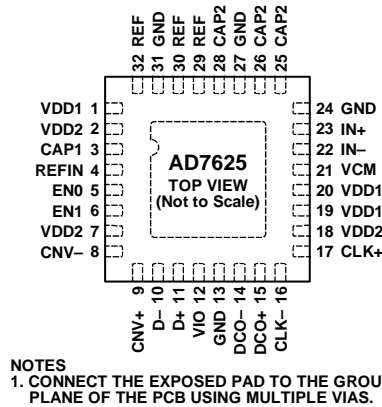 32 REF
31 GND
30 REF
29 REF
28 CAP2
27 GND
26 CAP2
25 CAP2
VDD1 1
VDD2 2
CAP1 3
REFIN 4
EN0 5
EN1 6
VDD2 7
CNV– 8
AD7625
TOP VIEW
(Not to Scale)
24 GND
23 IN+
22 IN–
21 VCM
20 VDD1
19 VDD1
18 VDD2
17 CLK+
CNV+ 9
D– 10
D+ 11
VIO 12
GND 13
DCO– 14
DCO+ 15
CLK– 16
NOTES
1. CONNECT THE EXPOSED PAD TO THE GROU
PLANE OF THE PCB USING MULTIPLE VIAS.